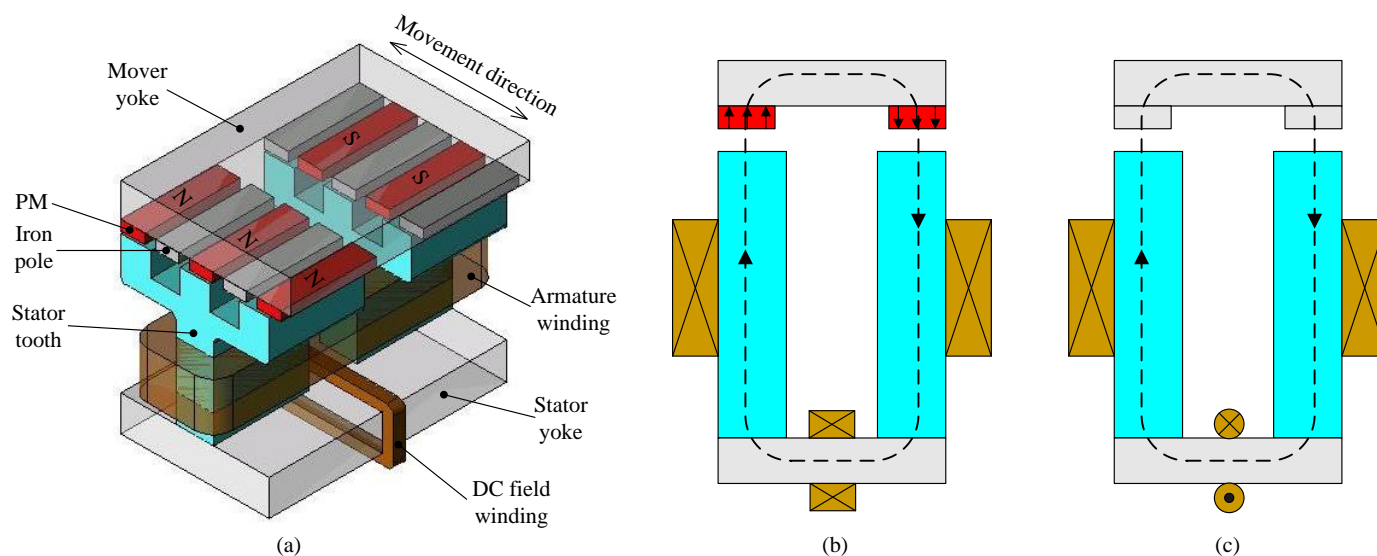 Movement direction
Mover
yoke
S
S
N
N
N
PM
Iron
pole
Stator
tooth
Armature
winding
Stator
yoke
DC field
winding
(a)
(b)
(c)